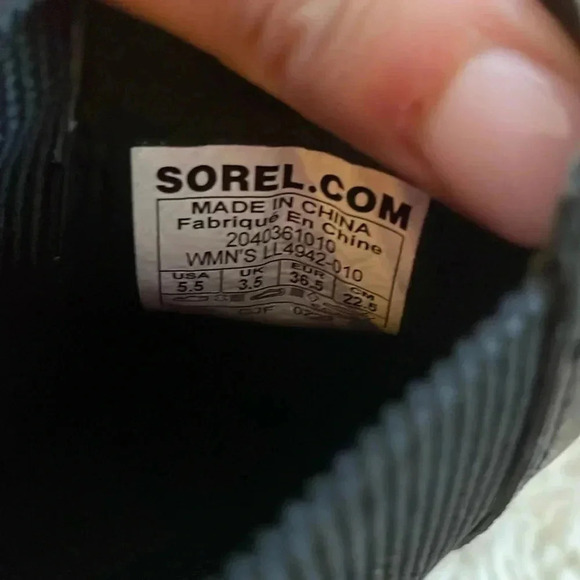 SOREL.COM
MADE IN CHINA
Fabriqué En Chine
2040361010
WMN'S LL4942-010
USA UK EUR CM
5.5 3.5 36.5 22.5